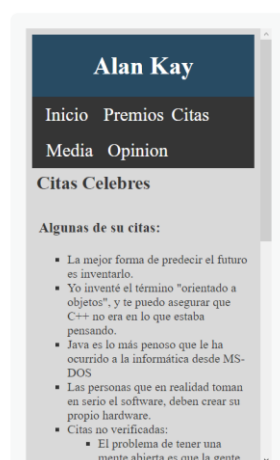 Alan Kay
Inicio Premios Citas
Media Opinion
Citas Celebres
Algunas de su citas:
La mejor forma de predecir el futuro
es inventarlo.
Yo inventé el término "orientado a
objetos", y te puedo asegurar que
C++ no era en lo que estaba
pensando.
Java es lo más penoso que le ha
ocurrido a la informática desde MS-
DOS
Las personas que en realidad toman
en serio el software, deben crear su
propio hardware.
Citas no verificadas:
El problema de tener una
mente abierta es que la gente